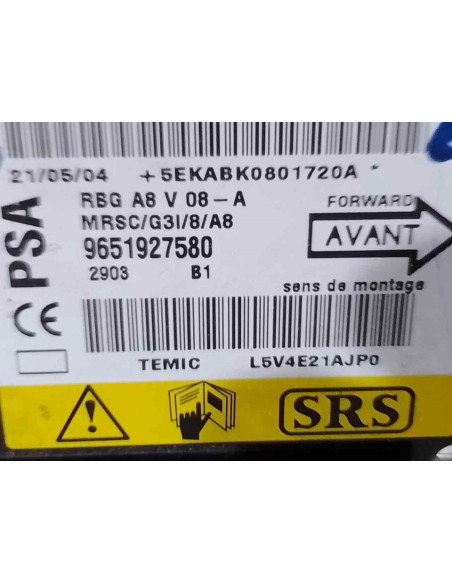 21/05/04 +5EKABK0801720A *
PSA
RBG A8 V 08-A
MRSC/G3I/8/A8
9651927580
2903 B1
FORWARD
AVANT
sens de montage
CE
TEMIC L5V4E21AJP0
SRS